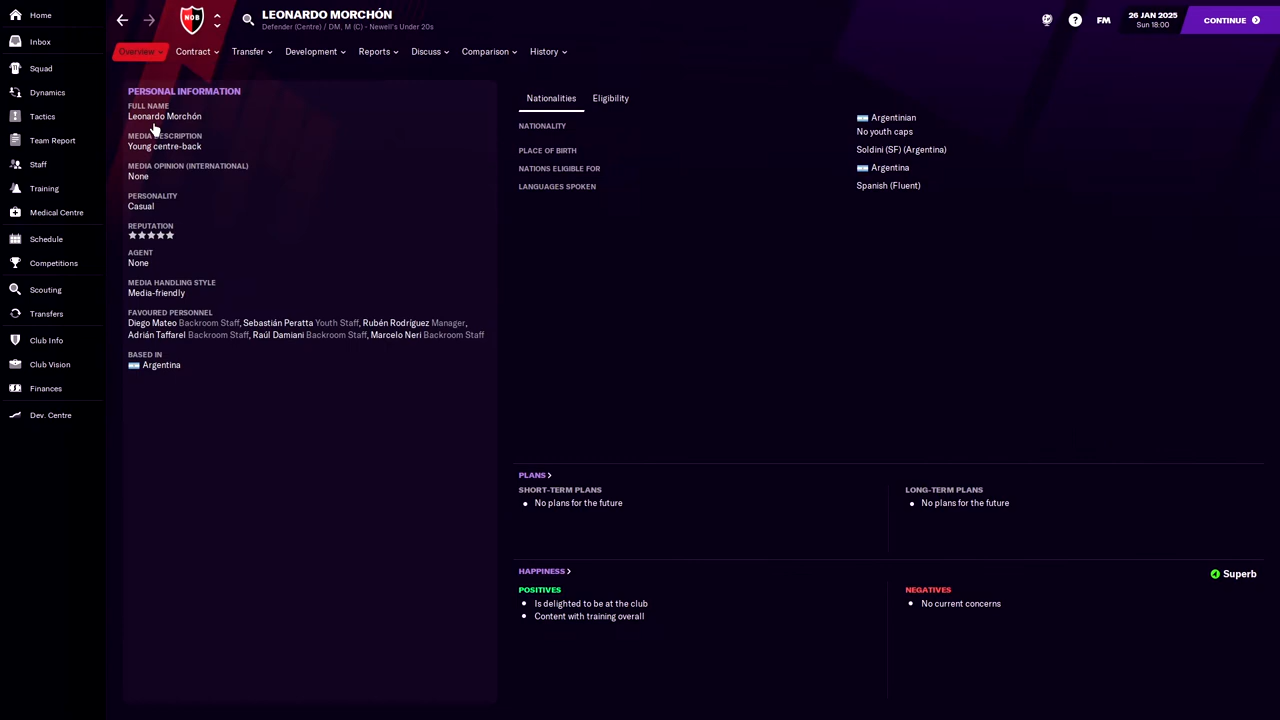 Home
Inbox
Squad
Dynamics
Tactics
Team Report
Staff
Training
Medical Centre
Schedule
Competitions
Scouting
Transfers
Club Info
Club Vision
Finances
Dev. Centre
NOB
LEONARDO MORCHÓN
Defender (Centre) / DM, M (C) - Newell's Under 20s
FM
26 JAN 2025
Sun 18:00
CONTINUE
Overview
Contract
Transfer
Development
Reports
Discuss
Comparison
History
PERSONAL INFORMATION
FULL NAME
Leonardo Morchón
MEDIA DESCRIPTION
Young centre-back
MEDIA OPINION (INTERNATIONAL)
None
PERSONALITY
Casual
REPUTATION
AGENT
None
MEDIA HANDLING STYLE
Media-friendly
FAVOURED PERSONNEL
Diego Mateo Backroom Staff, Sebastián Peratta Youth Staff, Rubén Rodríguez Manager,
Adrián Taffarel Backroom Staff, Raúl Damiani Backroom Staff, Marcelo Neri Backroom Staff
BASED IN
Argentina
Nationalities
Eligibility
NATIONALITY
Argentinian
No youth caps
PLACE OF BIRTH
Soldini (SF) (Argentina)
NATIONS ELIGIBLE FOR
Argentina
LANGUAGES SPOKEN
Spanish (Fluent)
PLANS
SHORT-TERM PLANS
No plans for the future
LONG-TERM PLANS
No plans for the future
HAPPINESS
Superb
POSITIVES
Is delighted to be at the club
Content with training overall
NEGATIVES
No current concerns